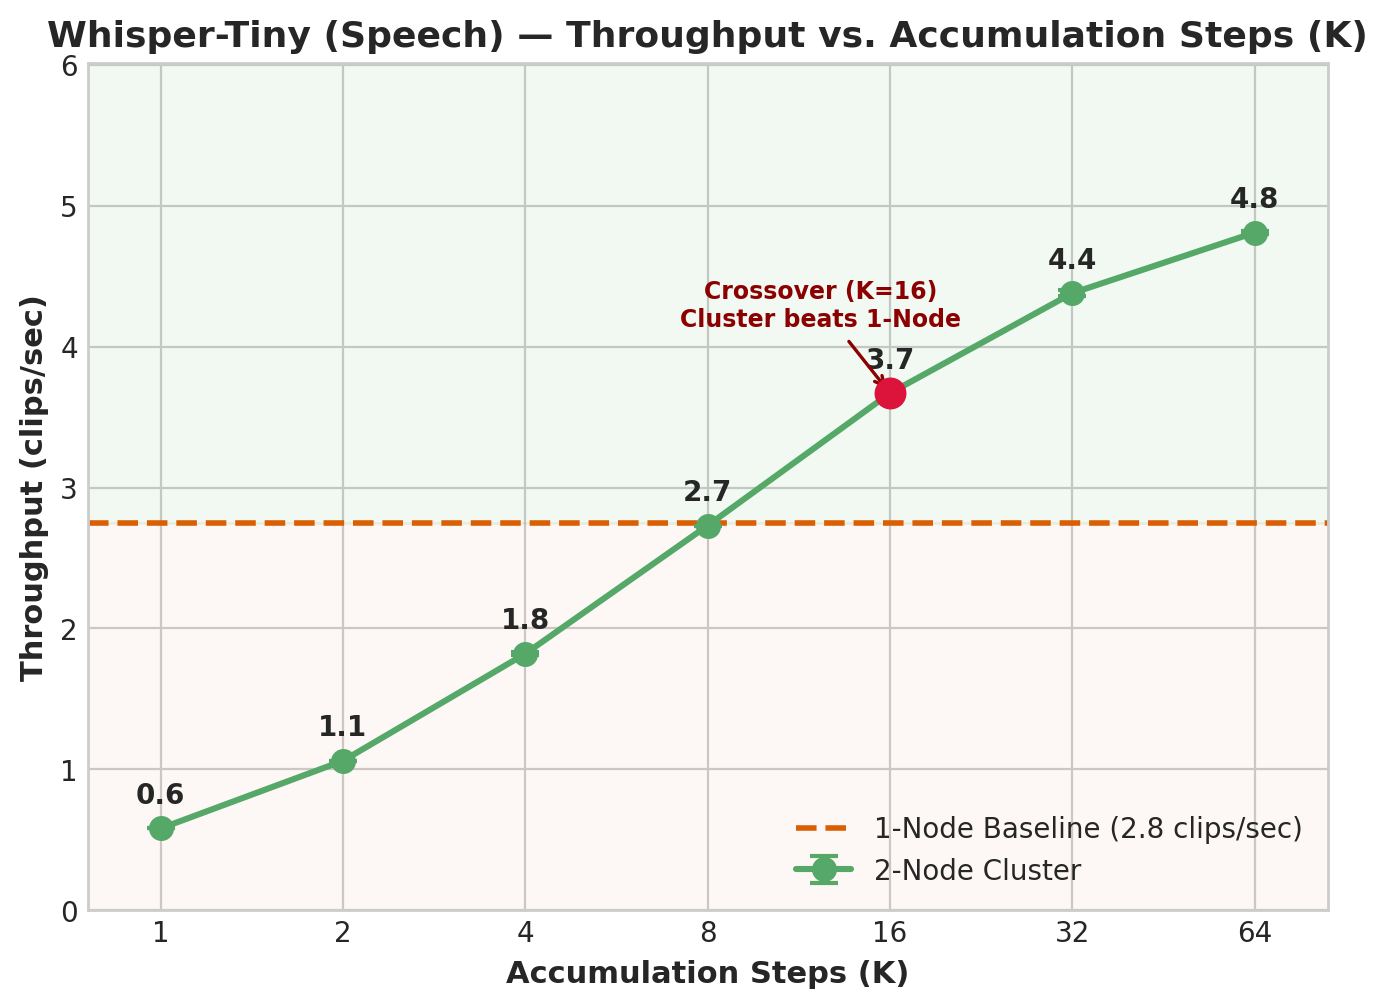 Whisper-Tiny (Speech) — Throughput vs. Accumulation Steps (K)
Throughput (clips/sec)
6
5
4
3
2
1
0
4.8
4.4
Crossover (K=16)
Cluster beats 1-Node
3.7
2.7
1.8
1.1
0.6
1-Node Baseline (2.8 clips/sec)
2-Node Cluster
1 2 4 8 16 32 64
Accumulation Steps (K)